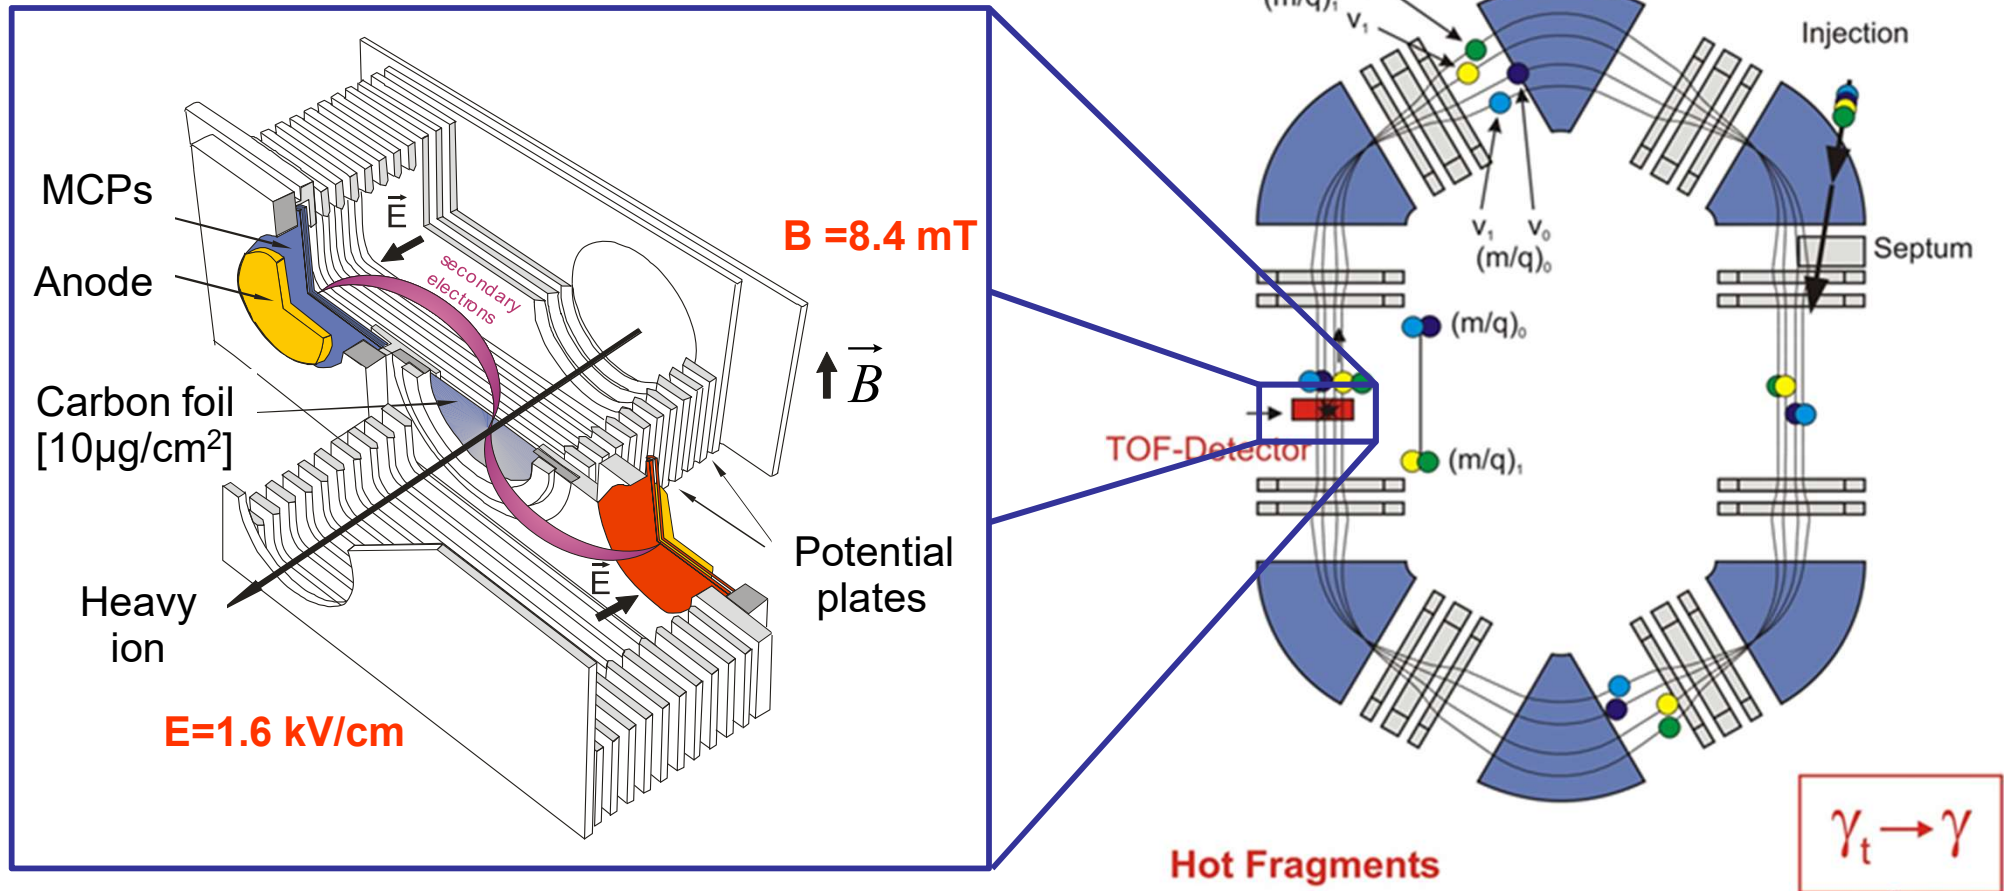 MCPs
Anode
E
secondary
electrons
B =8.4 mT
B
Carbon foil
[10µg/cm²]
Heavy
ion
E
Potential
plates
E=1.6 kV/cm
(m/q)₁
v₁
Injection
v₁ v₀
(m/q)₀
Septum
(m/q)₀
TOF-Detector
(m/q)₁
Hot Fragments
γt → γ